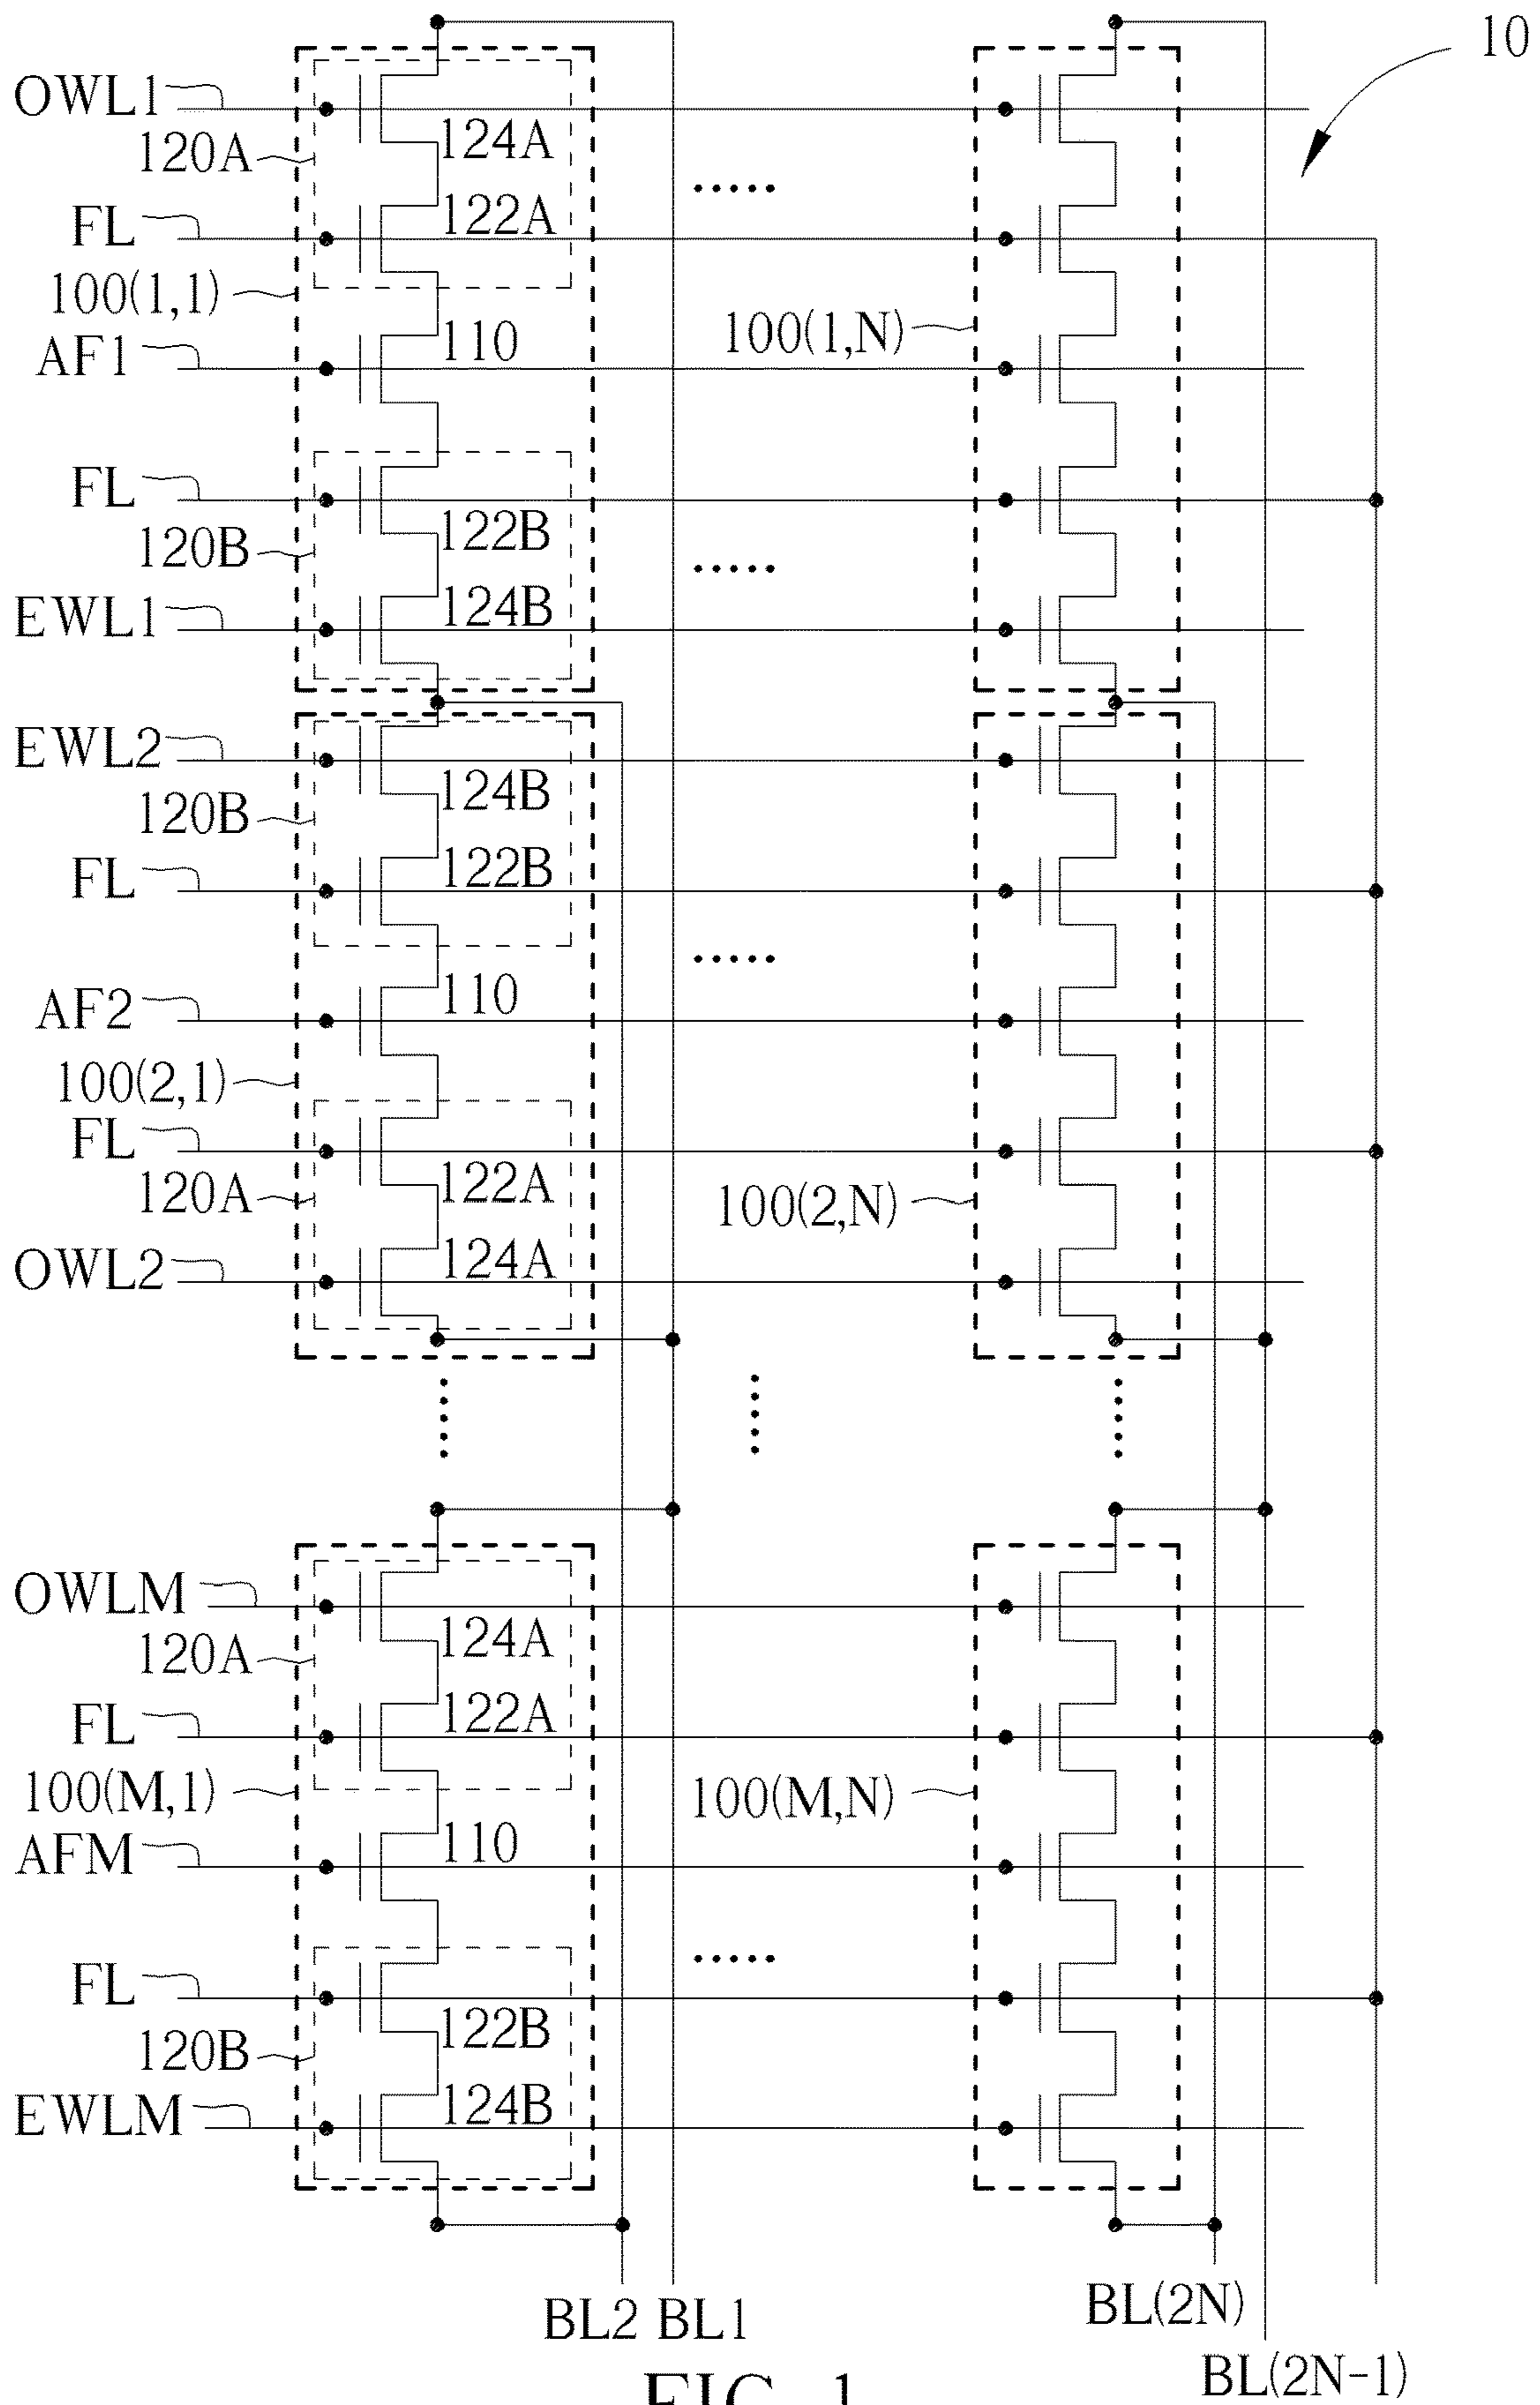 10
OWL1
120A
124A
FL
122A
100(1,1)
100(1,N)
AF1
110
FL
122B
120B
EWL1
124B
EWL2
124B
120B
FL
122B
AF2
110
100(2,1)
FL
122A
120A
100(2,N)
OWL2
124A
OWLM
124A
120A
FL
122A
100(M,1)
100(M,N)
AFM
110
FL
122B
120B
EWLM
124B
BL2 BL1
BL(2N)
BL(2N-1)
FIG. 1